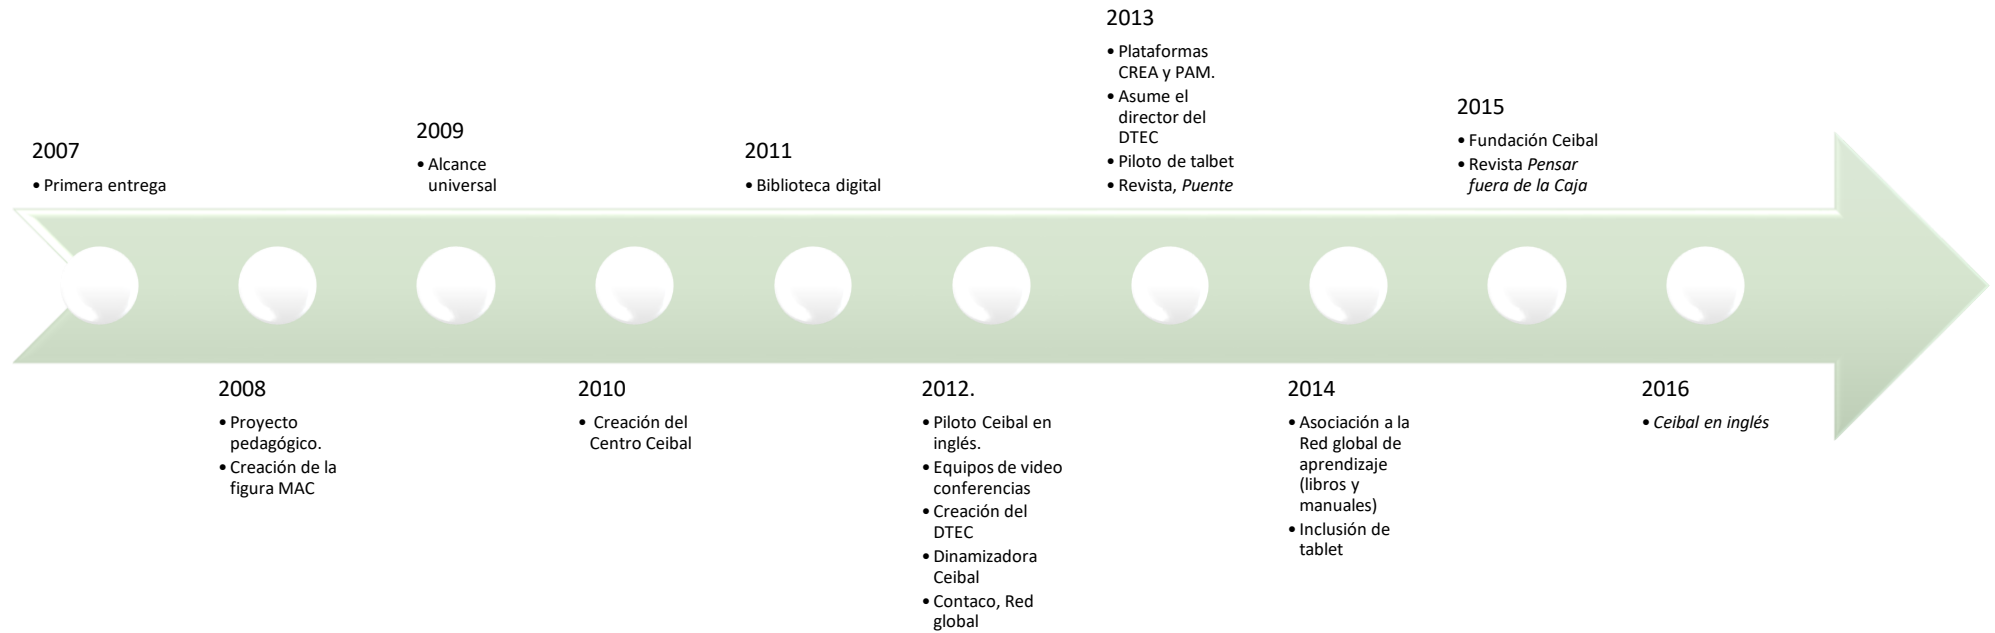 2007
• Primera entrega
2008
• Proyecto
pedagógico.
• Creación de la
figura MAC
2009
• Alcance
universal
2010
• Creación del
Centro Ceibal
2011
• Biblioteca digital
2012.
• Piloto Ceibal en
inglés.
• Equipos de video
conferencias
• Creación del
DTEC
• Dinamizadora
Ceibal
• Contaco, Red
global
2013
• Plataformas
CREA y PAM.
• Asume el
director del
DTEC
• Piloto de talbet
• Revista, Puente
2014
• Asociación a la
Red global de
aprendizaje
(libros y
manuales)
• Inclusión de
tablet
2015
• Fundación Ceibal
• Revista Pensar
fuera de la Caja
2016
• Ceibal en inglés